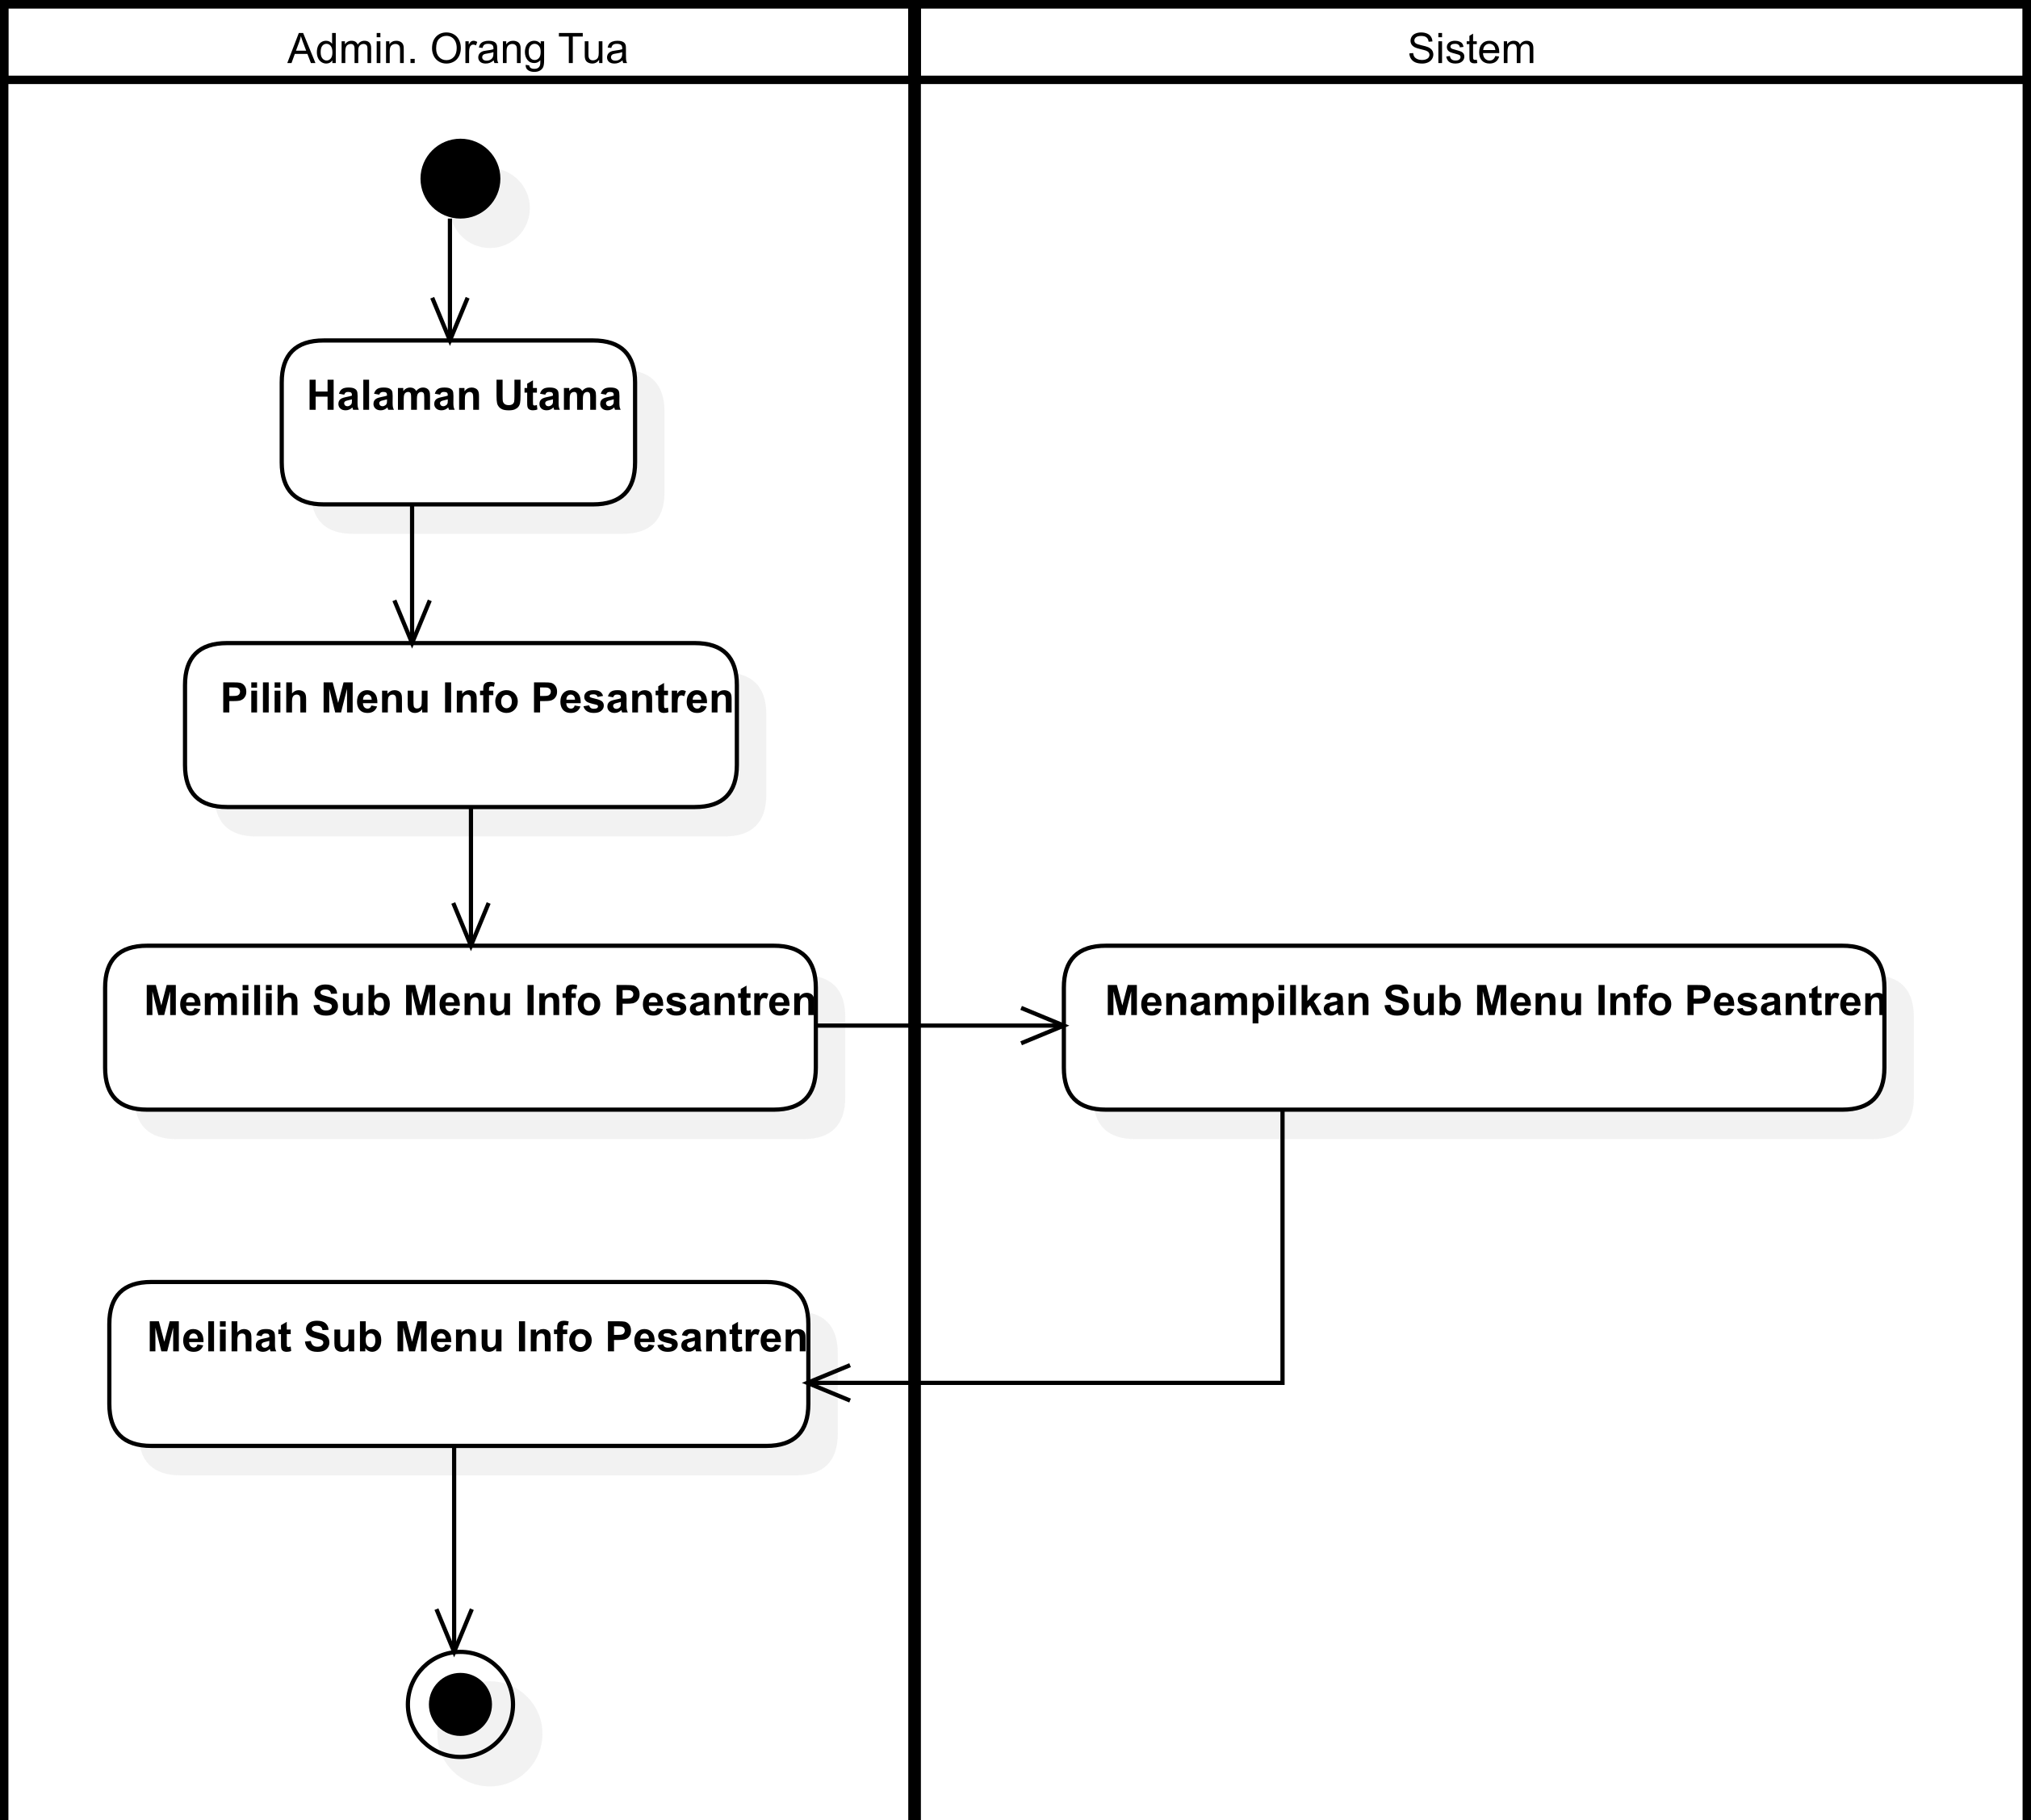 Admin. Orang Tua
Sistem
Halaman Utama
Pilih Menu Info Pesantren
Memilih Sub Menu Info Pesantren
Menampilkan Sub Menu Info Pesantren
Melihat Sub Menu Info Pesantren